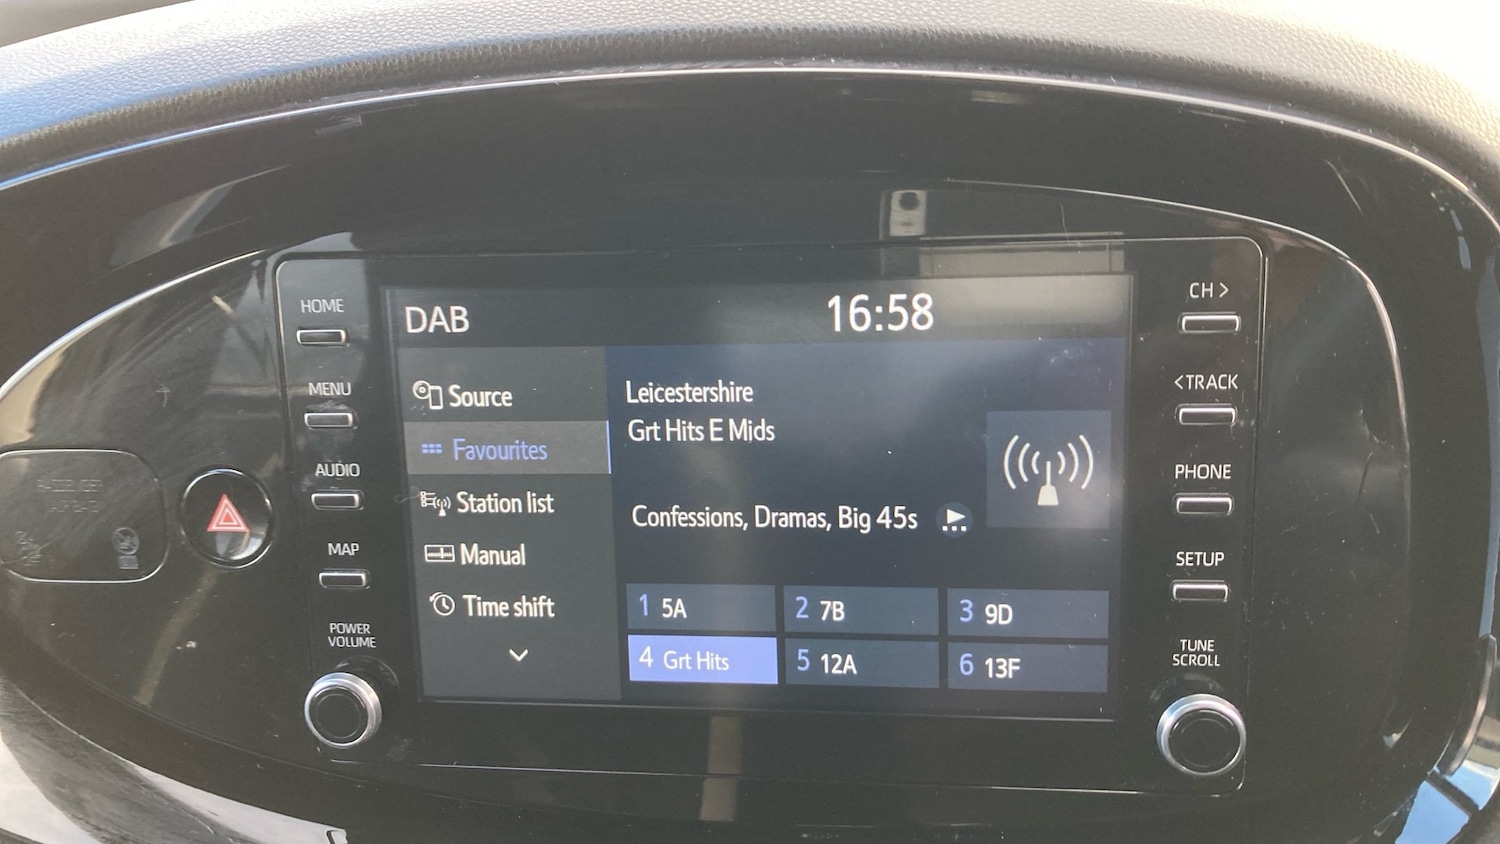 HOME
MENU
AUDIO
MAP
POWER
VOLUME
DAB
16:58
Source
Favourites
Station list
Manual
Time shift
Leicestershire
Grt Hits E Mids
Confessions, Dramas, Big 45s
1 5A
2 7B
3 9D
4 Grt Hits
5 12A
6 13F
CH >
<TRACK
PHONE
SETUP
TUNE
SCROLL